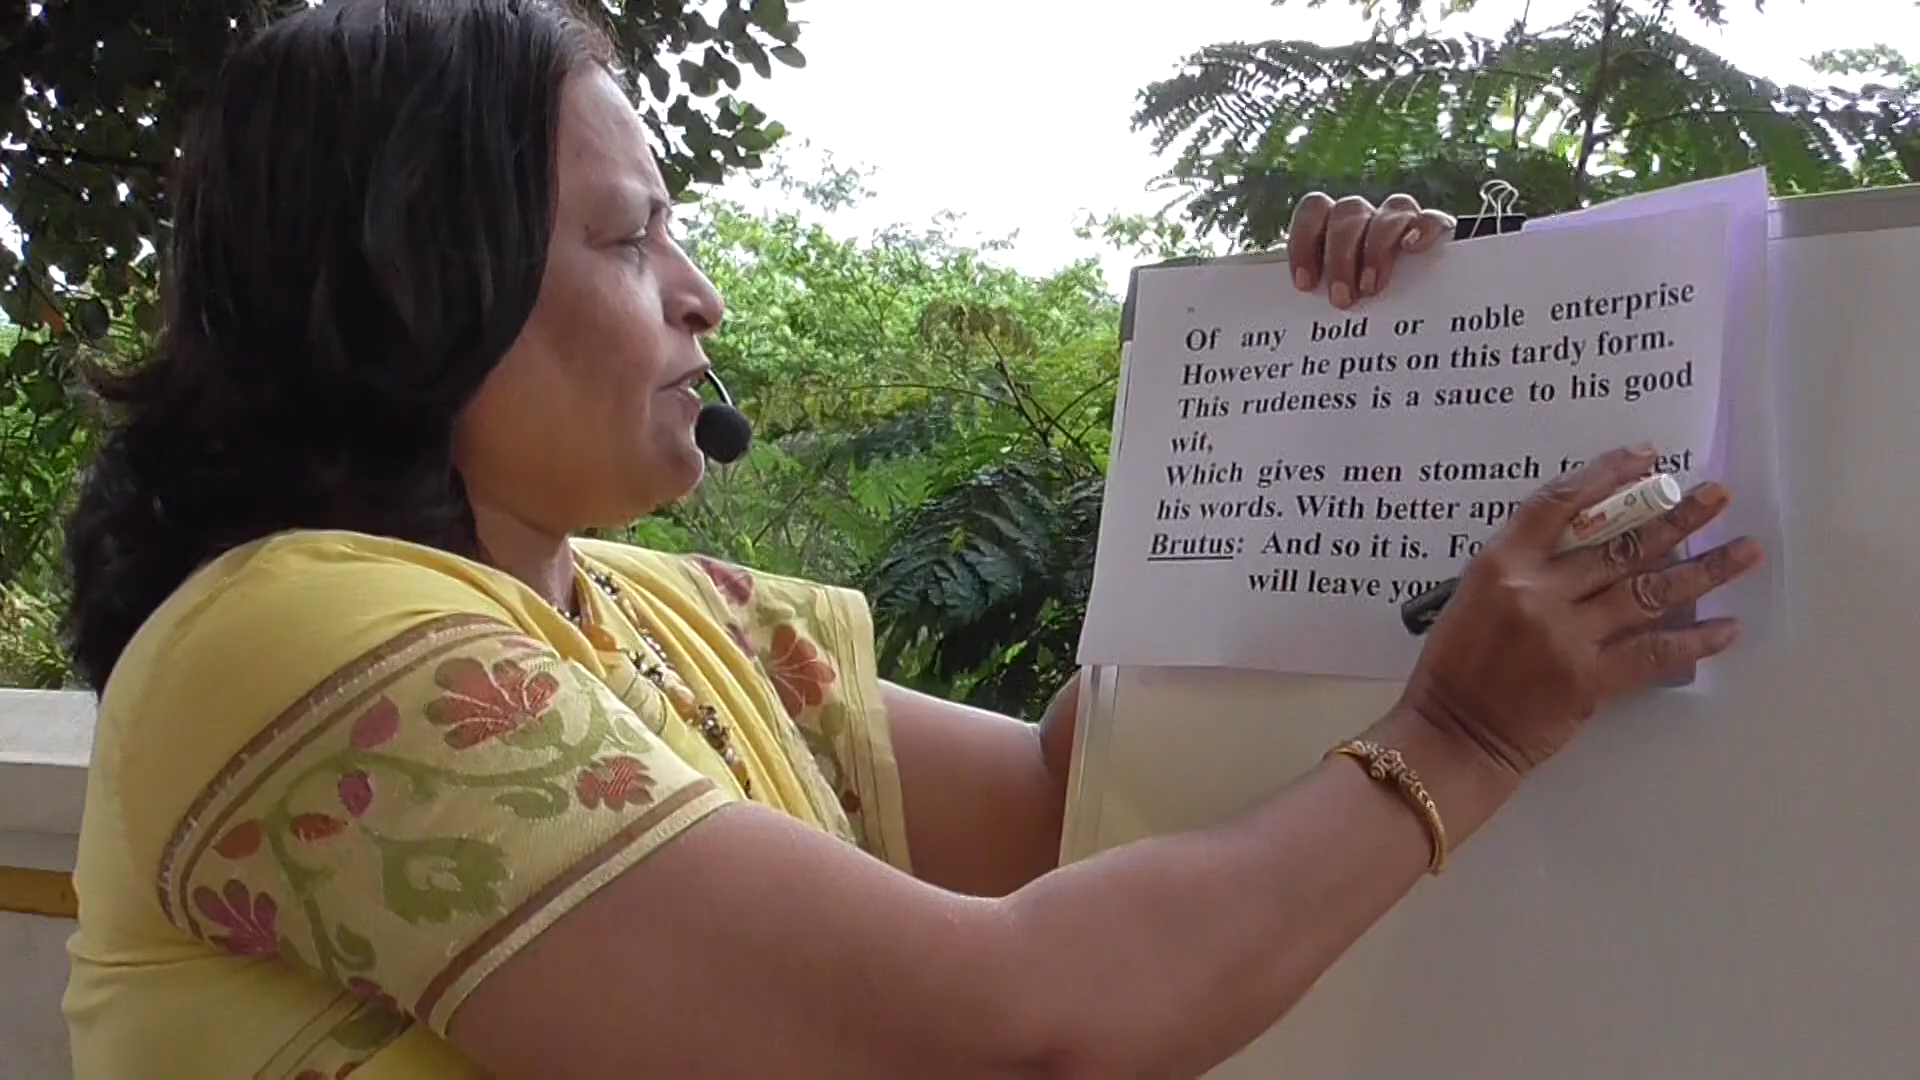 Of any bold or noble enterprise
However he puts on this tardy form.
This rudeness is a sauce to his good
wit,
Which gives men stomach
his words. With better
Brutus: And so it is.
will leave you